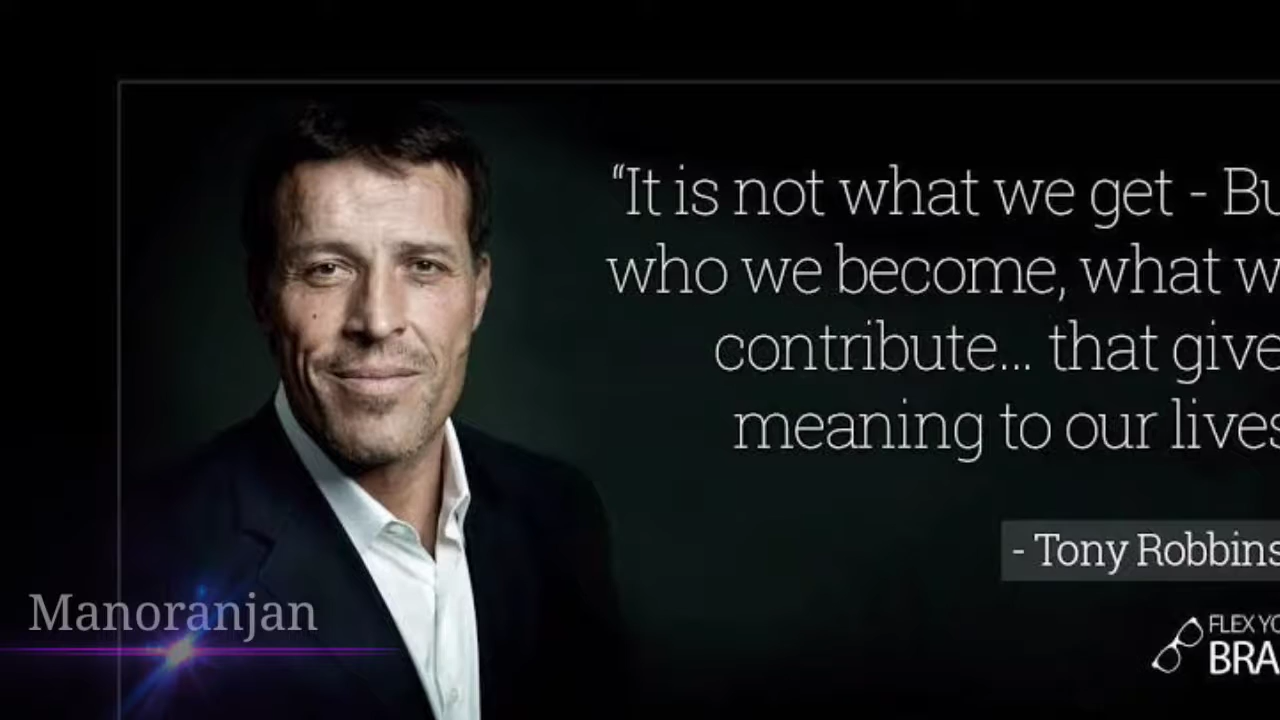 “It is not what we get - Bu
who we become, what w
contribute... that give
meaning to our lives
- Tony Robbins
Manoranjan
FLEX YO
BRA